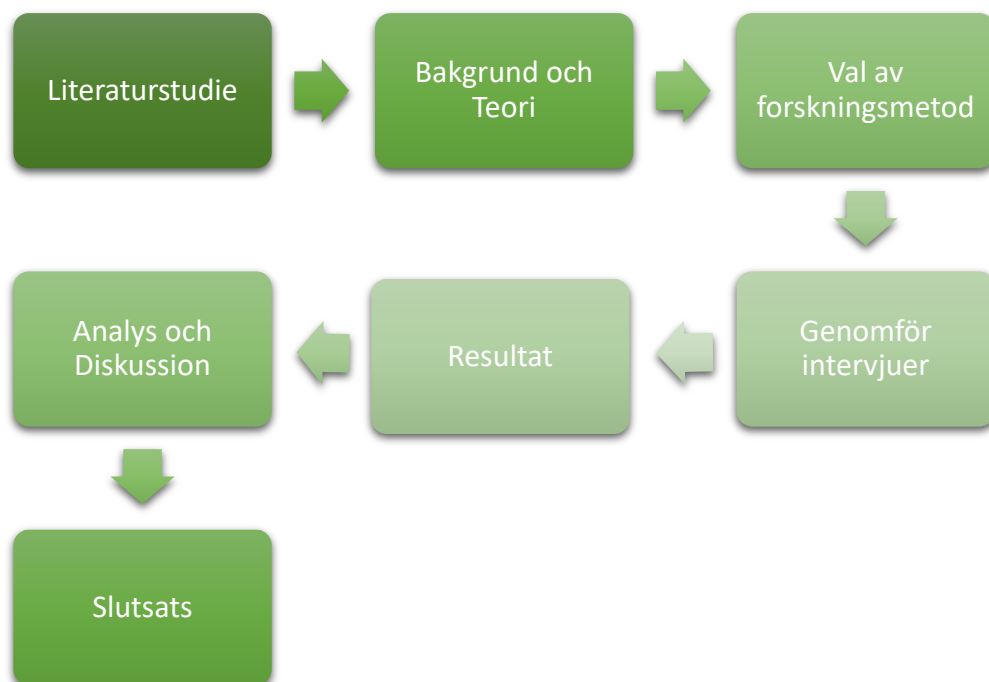 Literaturstudie
Bakgrund och
Teori
Val av
forskningsmetod
Genomför
intervjuer
Resultat
Analys och
Diskussion
Slutsats